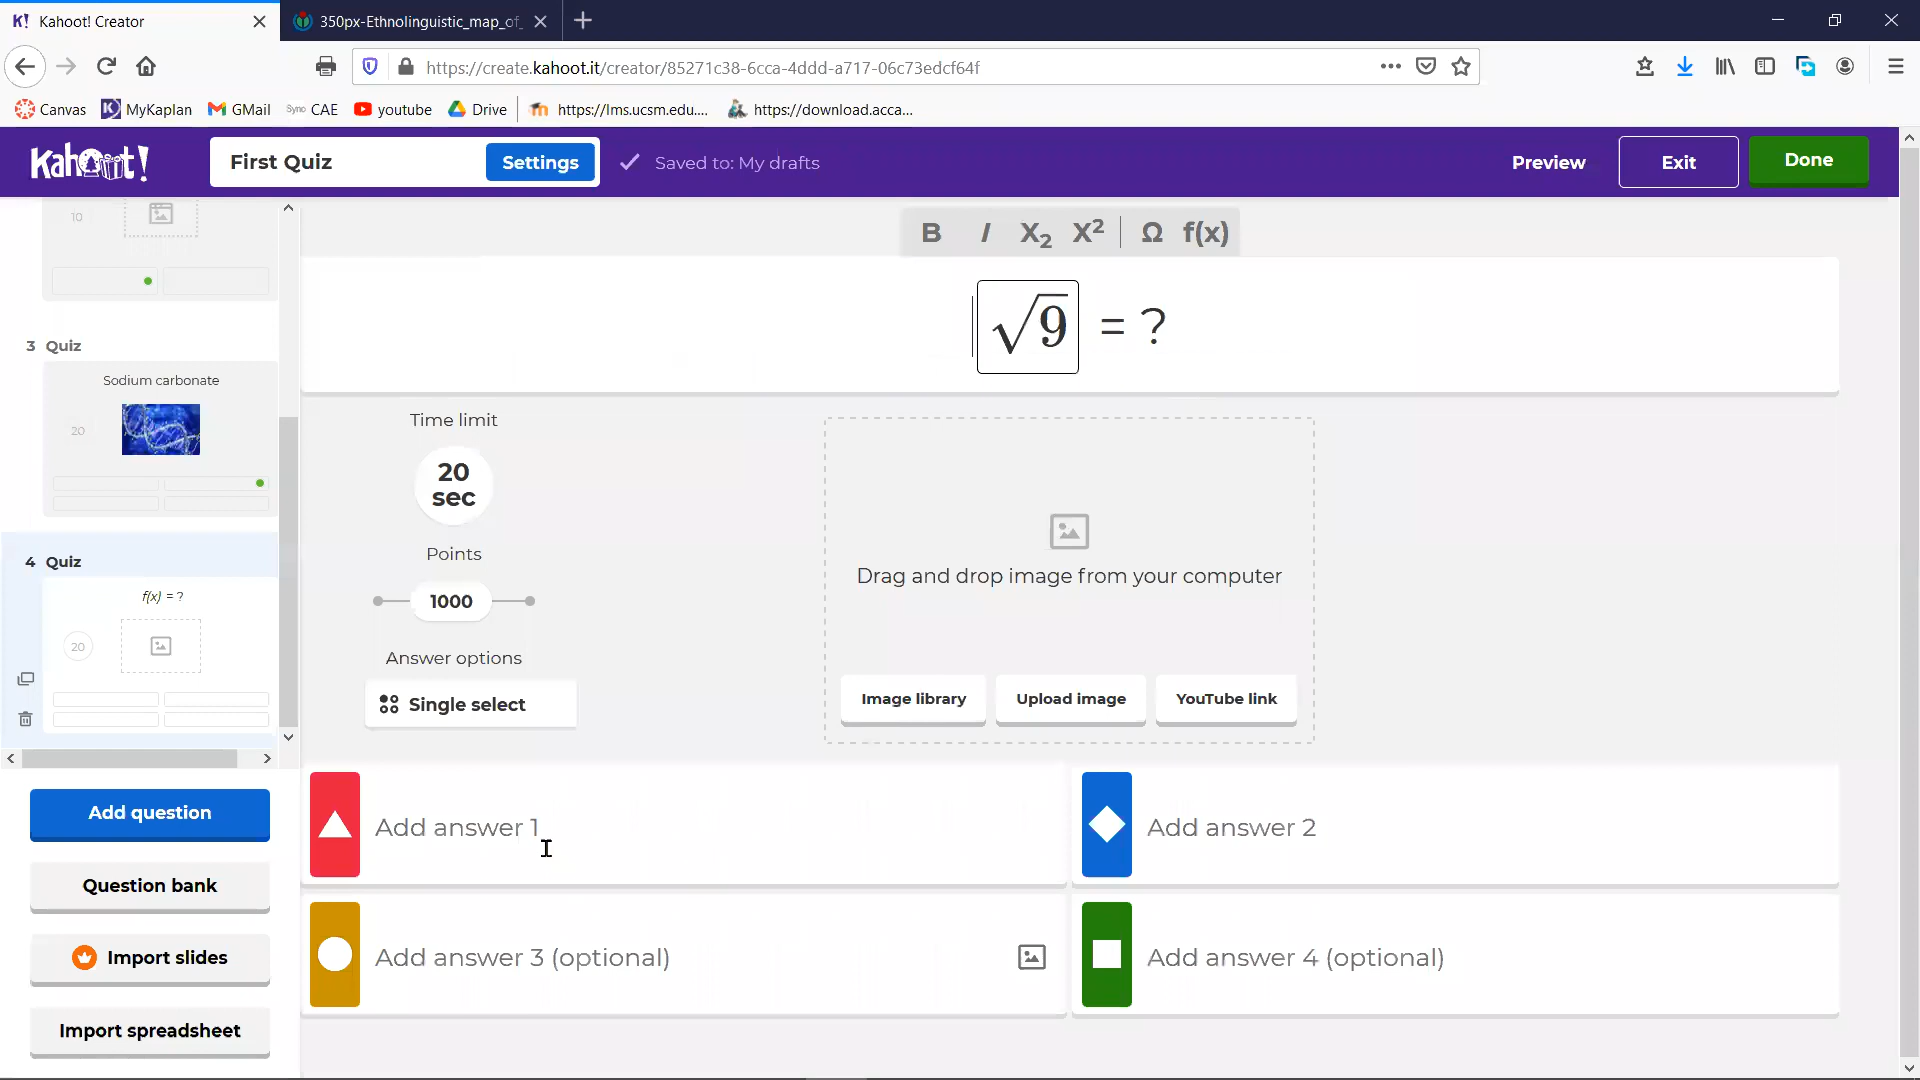 Kahoot! Creator
350px-Ethnolinguistic_map_of_
https://create.kahoot.it/creator/85271c38-6cca-4ddd-a717-06c73edcf64f
Canvas
MyKaplan
GMail
Sync CAE
youtube
Drive
https://lms.ucsm.edu....
https://download.acca...
Kahoot!
First Quiz
Settings
Saved to: My drafts
Preview
Exit
Done
10
3 Quiz
Sodium carbonate
20
4 Quiz
f(x) = ?
20
Add question
Question bank
Import slides
Import spreadsheet
B I X₂ X² Ω f(x)
√9 = ?
Time limit
20
sec
Points
1000
Answer options
Single select
Drag and drop image from your computer
Image library
Upload image
YouTube link
Add answer 1
Add answer 2
Add answer 3 (optional)
Add answer 4 (optional)